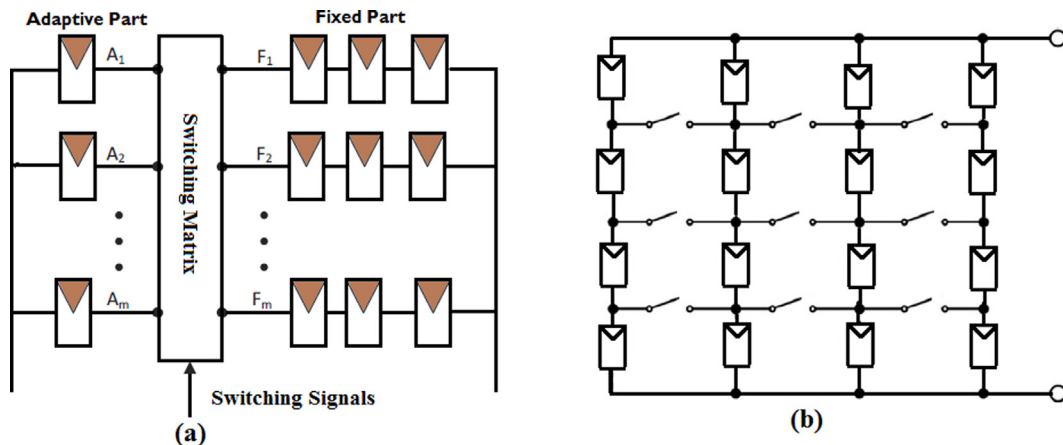 Adaptive Part
Fixed Part
A1
F1
A2
F2
Switching Matrix
Am
Fm
Switching Signals
(a)
(b)